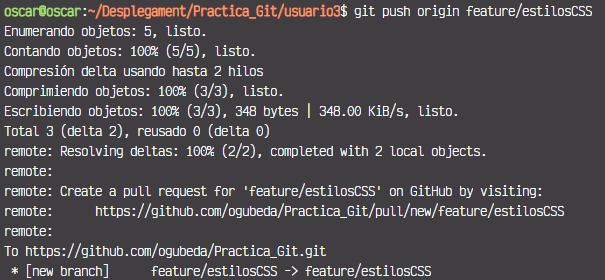 oscar@oscar:~/Desplegament/Practica_Git/usuario3$ git push origin feature/estilosCSS
Enumerando objetos: 5, listo.
Contando objetos: 100% (5/5), listo.
Compresión delta usando hasta 2 hilos
Comprimiendo objetos: 100% (3/3), listo.
Escribiendo objetos: 100% (3/3), 348 bytes | 348.00 KiB/s, listo.
Total 3 (delta 2), reusado 0 (delta 0)
remote: Resolving deltas: 100% (2/2), completed with 2 local objects.
remote:
remote: Create a pull request for 'feature/estilosCSS' on GitHub by visiting:
remote:      https://github.com/ogubeda/Practica_Git/pull/new/feature/estilosCSS
remote:
To https://github.com/ogubeda/Practica_Git.git
 * [new branch]      feature/estilosCSS -> feature/estilosCSS